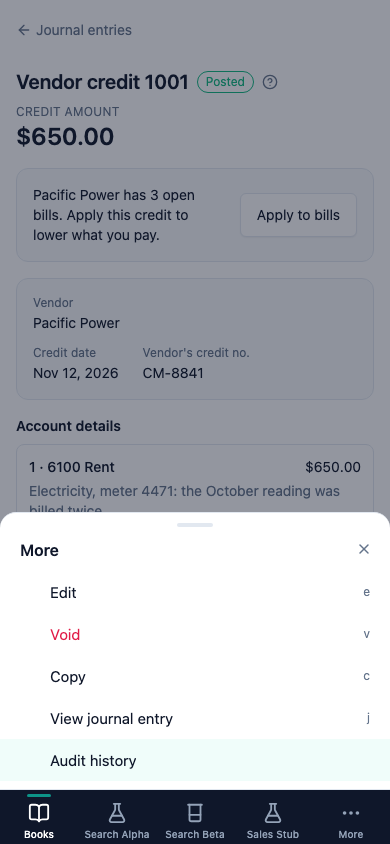 Journal entries
Vendor credit 1001 Posted
CREDIT AMOUNT
$650.00
Pacific Power has 3 open
bills. Apply this credit to
lower what you pay.
Apply to bills
Vendor
Pacific Power
Credit date Vendor's credit no.
Nov 12, 2026 CM-8841
Account details
1 · 6100 Rent $650.00
Electricity, meter 4471: the October reading was
billed twice
More
Edit e
Void v
Copy c
View journal entry j
Audit history
Books Search Alpha Search Beta Sales Stub More